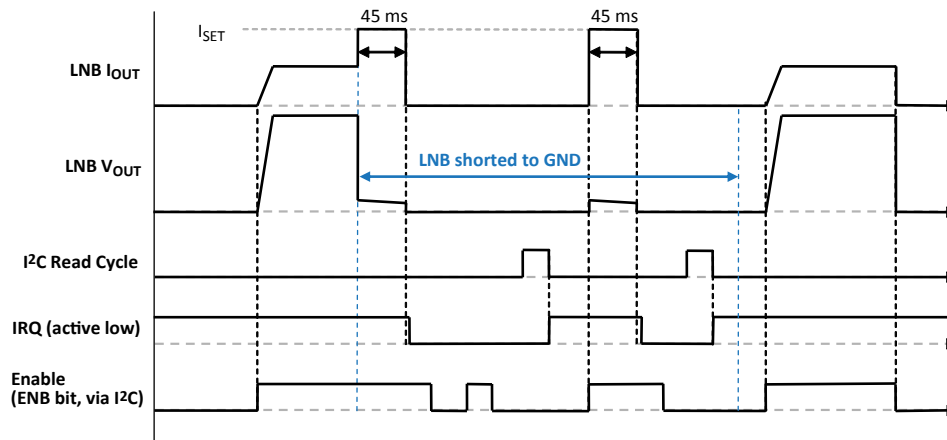 45 ms
45 ms
ISET
LNB IOUT
LNB shorted to GND
LNB VOUT
I²C Read Cycle
IRQ (active low)
Enable
(ENB bit, via I²C)